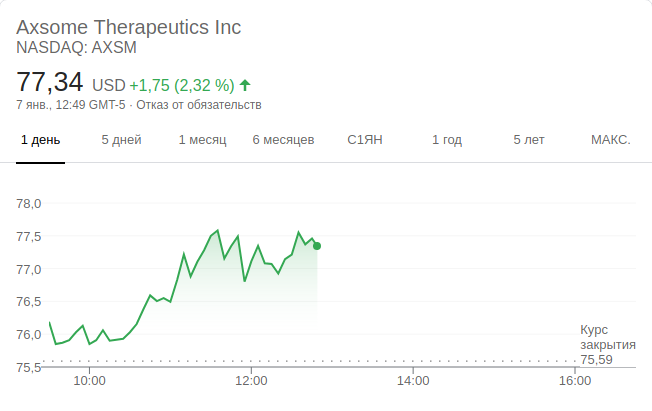 Axsome Therapeutics Inc
NASDAQ: AXSM
77,34 USD +1,75 (2,32 %)
7 янв., 12:49 GMT-5 · Отказ от обязательств
1 день 5 дней 1 месяц 6 месяцев С1ЯН 1 год 5 лет МАКС.
78,0
77,5
77,0
76,5
76,0
75,5
Курс
закрытия
75,59
10:00 12:00 14:00 16:00